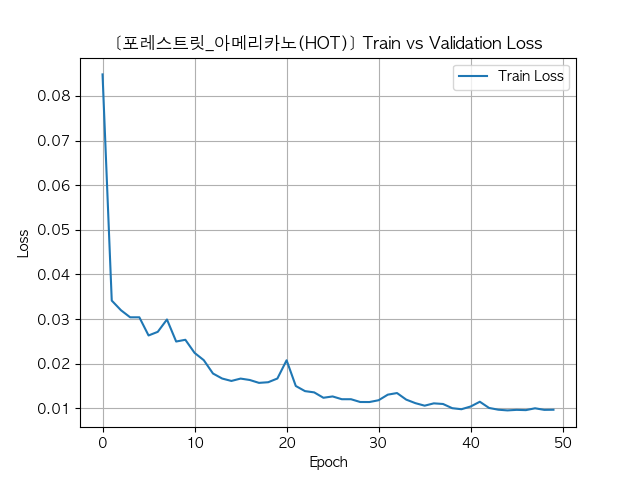 [포레스트릿_아메리카노(HOT)] Train vs Validation Loss
Train Loss
Loss
0.08
0.07
0.06
0.05
0.04
0.03
0.02
0.01
0 10 20 30 40 50
Epoch